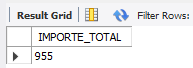 Result Grid Filter Rows:
IMPORTE_TOTAL
955